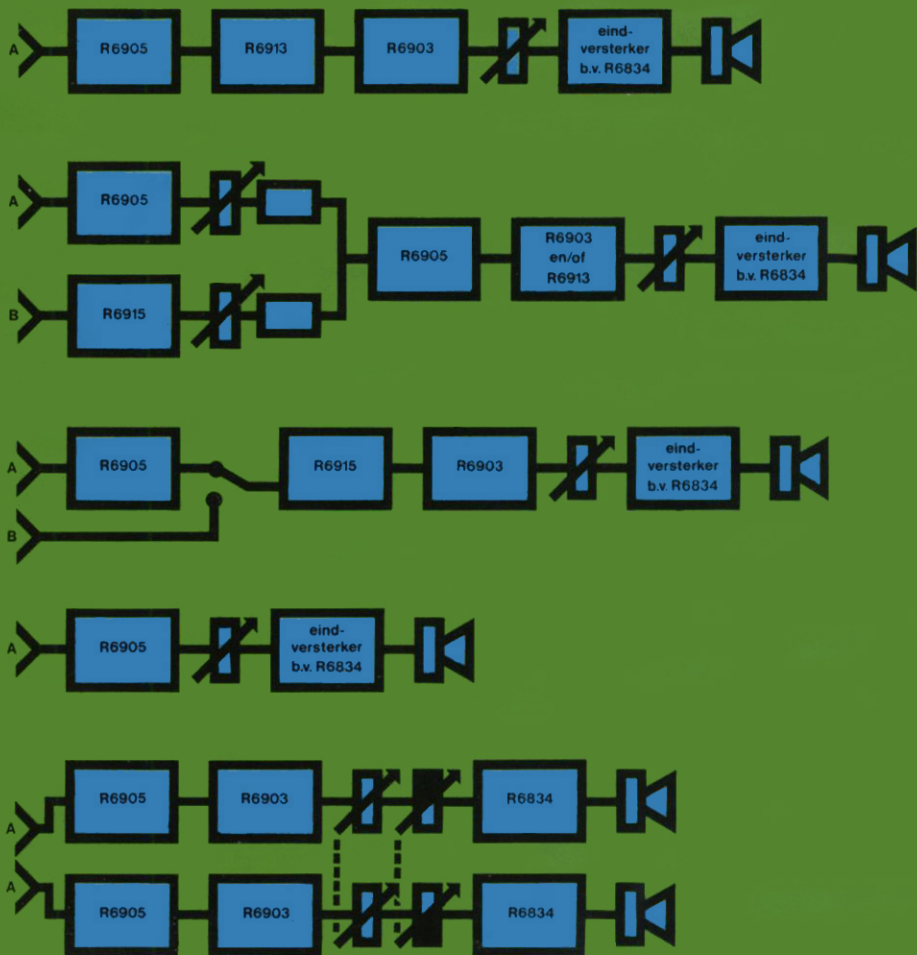 A
R6905
R6913
R6903
eind-
versterker
b.v. R6834
A
R6905
B
R6915
R6905
R6903
en/of
R6913
eind-
versterker
b.v. R6834
A
R6905
B
R6915
R6903
eind-
versterker
b.v. R6834
A
R6905
eind-
versterker
b.v. R6834
A
R6905
R6903
R6834
A
R6905
R6903
R6834